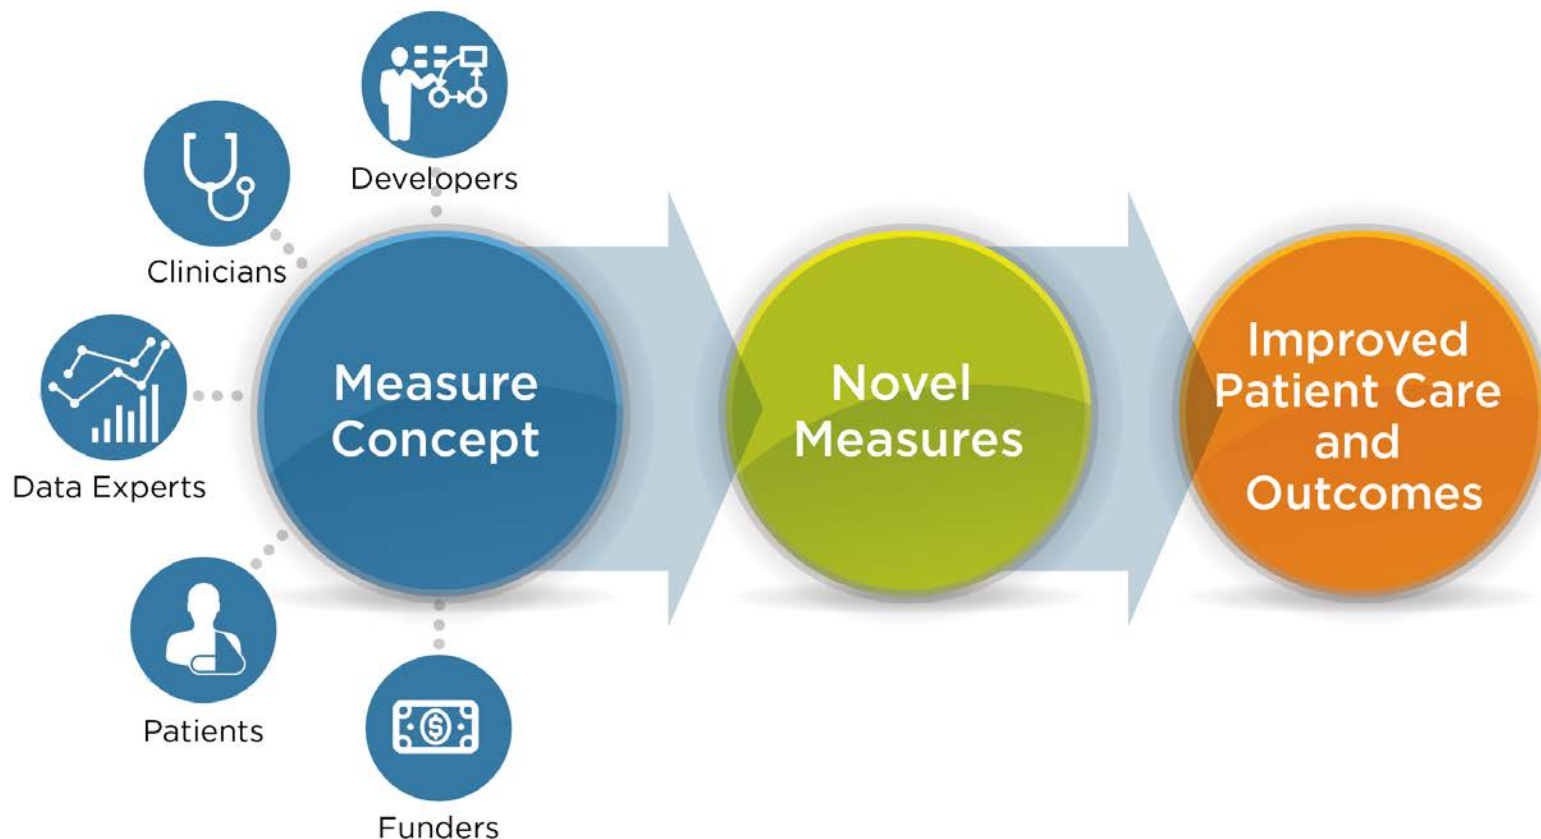 Developers
Clinicians
Data Experts
Patients
$
Funders
Measure
Concept
Novel
Measures
Improved
Patient Care
and
Outcomes